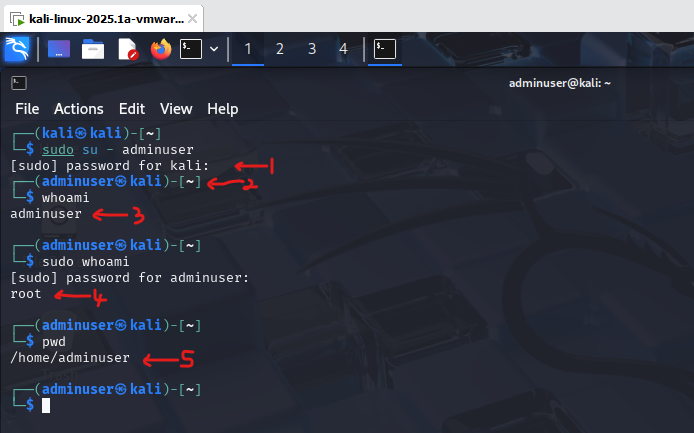 kali-linux-2025.1a-vmwar... ×
1 2 3 4
adminuser@kali: ~
File Actions Edit View Help
┌──(kali㉿kali)-[~]
└─$ sudo su - adminuser
[sudo] password for kali: 1
┌──(adminuser㉿kali)-[~] 2
└─$ whoami
adminuser 3
┌──(adminuser㉿kali)-[~]
└─$ sudo whoami
[sudo] password for adminuser:
root 4
┌──(adminuser㉿kali)-[~]
└─$ pwd
/home/adminuser 5
┌──(adminuser㉿kali)-[~]
└─$